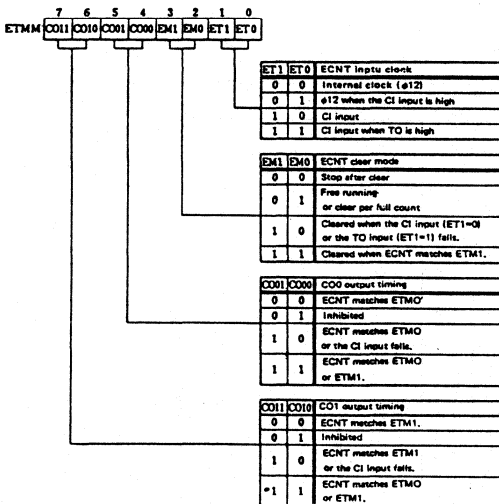 7 6 5 4 3 2 1 0
ETMM CO11 CO10 CO01 CO00 EM1 EM0 ET1 ET0
ET1 ET0 ECNT Inptu clock
0 0 Internal clock (ø12)
0 1 ø12 when the CI input is high
1 0 CI input
1 1 CI input when TO is high
EM1 EM0 ECNT clear mode
0 0 Stop after clear
0 1 Free running
or clear per full count
1 0 Cleared when the CI input (ET1=0)
or the TO input (ET1=1) falls.
1 1 Cleared when ECNT matches ETM1.
CO01 CO00 CO0 output timing
0 0 ECNT matches ETMO'
0 1 Inhibited
1 0 ECNT matches ETMO
or the CI input falls.
1 1 ECNT matches ETMO
or ETM1.
CO11 CO10 CO1 output timing
0 0 ECNT matches ETM1.
0 1 Inhibited
1 0 ECNT matches ETM1
or the CI input falls.
1 1 ECNT matches ETMO
or ETM1.